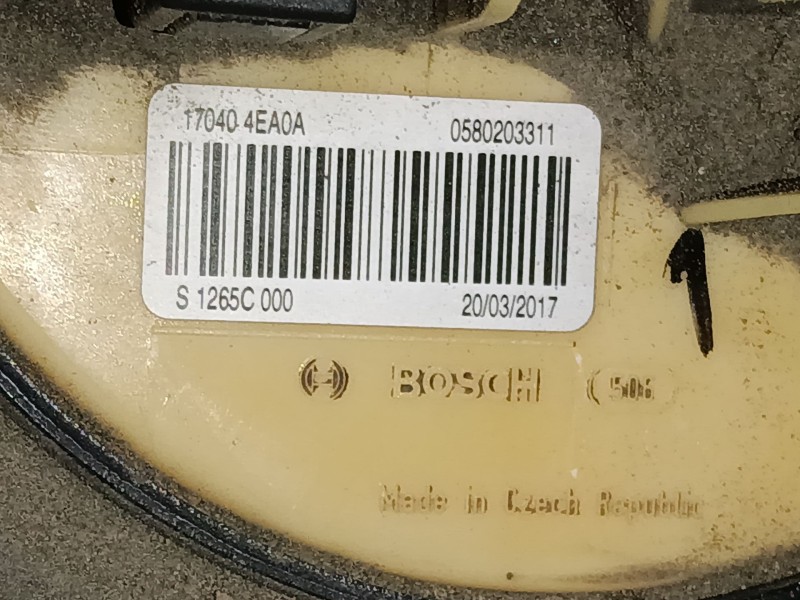 17040 4EA0A 0580203311
S 1265C 000 20/03/2017
1
BOSCH
Made in Czech Republic